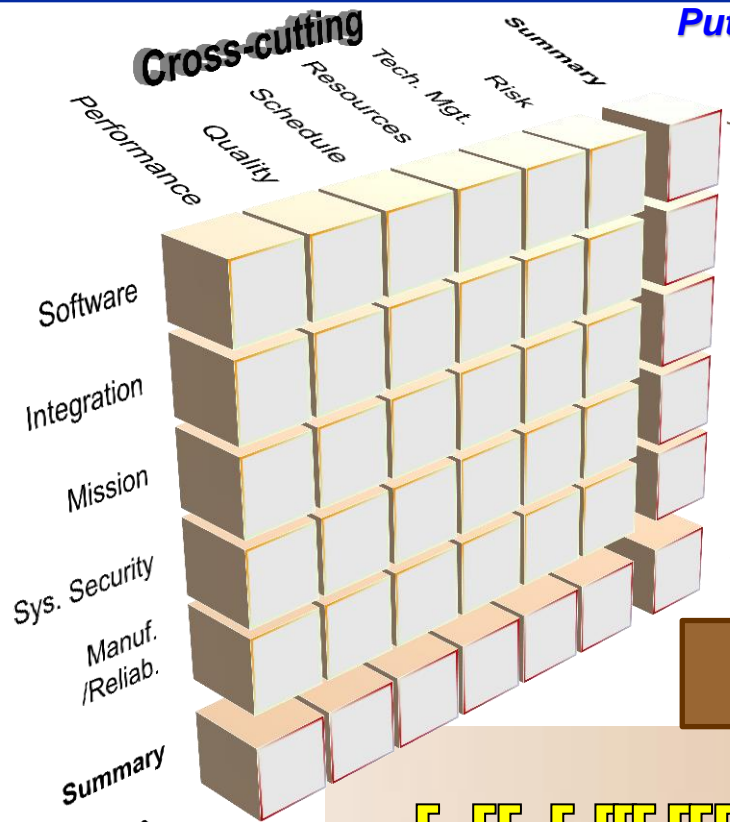 Put
Cross-cutting
Performance
Quality
Schedule
Resources
Tech. Mgt.
Risk
Summary
Software
Integration
Mission
Sys. Security
Manuf.
/Reliab.
Summary